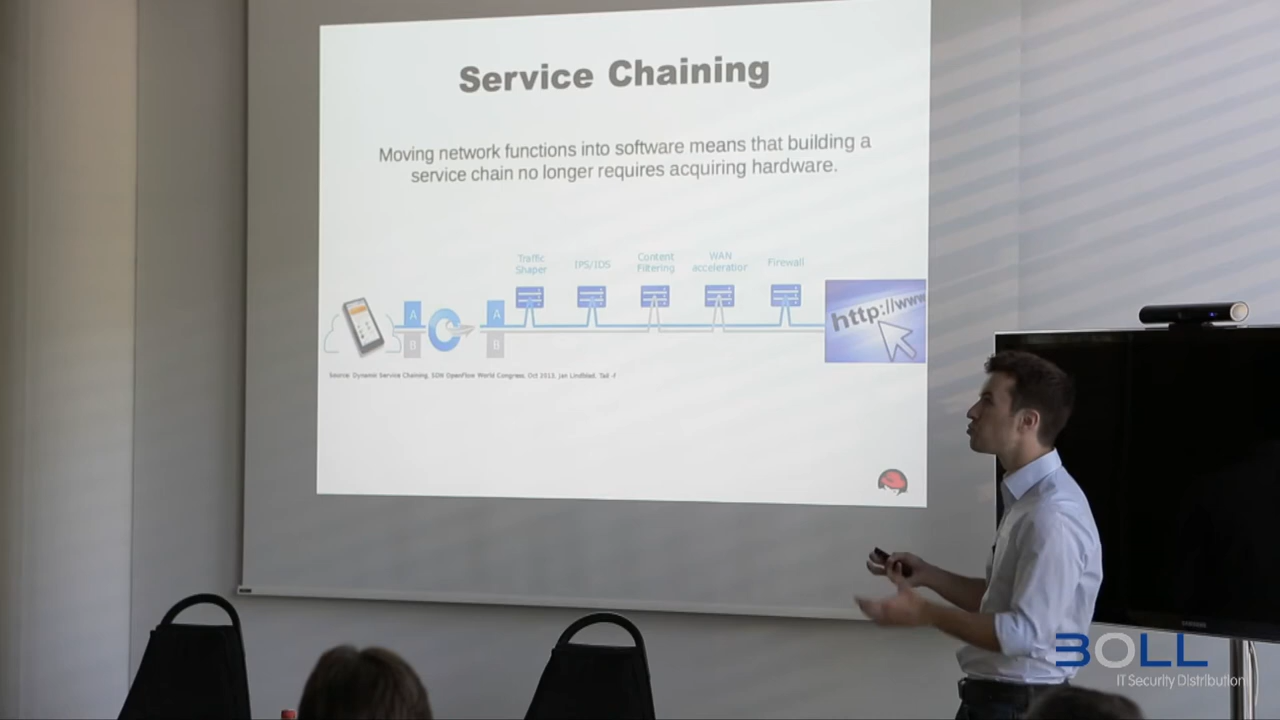 Service Chaining
Moving network functions into software means that building a
service chain no longer requires acquiring hardware.
Traffic
Shaper
IPS/IDS
Content
Filtering
WAN
acceleration
Firewall
A
A
B
B
http://www
Source: Dynamic Service Chaining, SDN OpenFlow World Congress, Oct 2013, Jan Lindblad, Tail -f
SAMSUNG
BOLL
IT Security Distribution